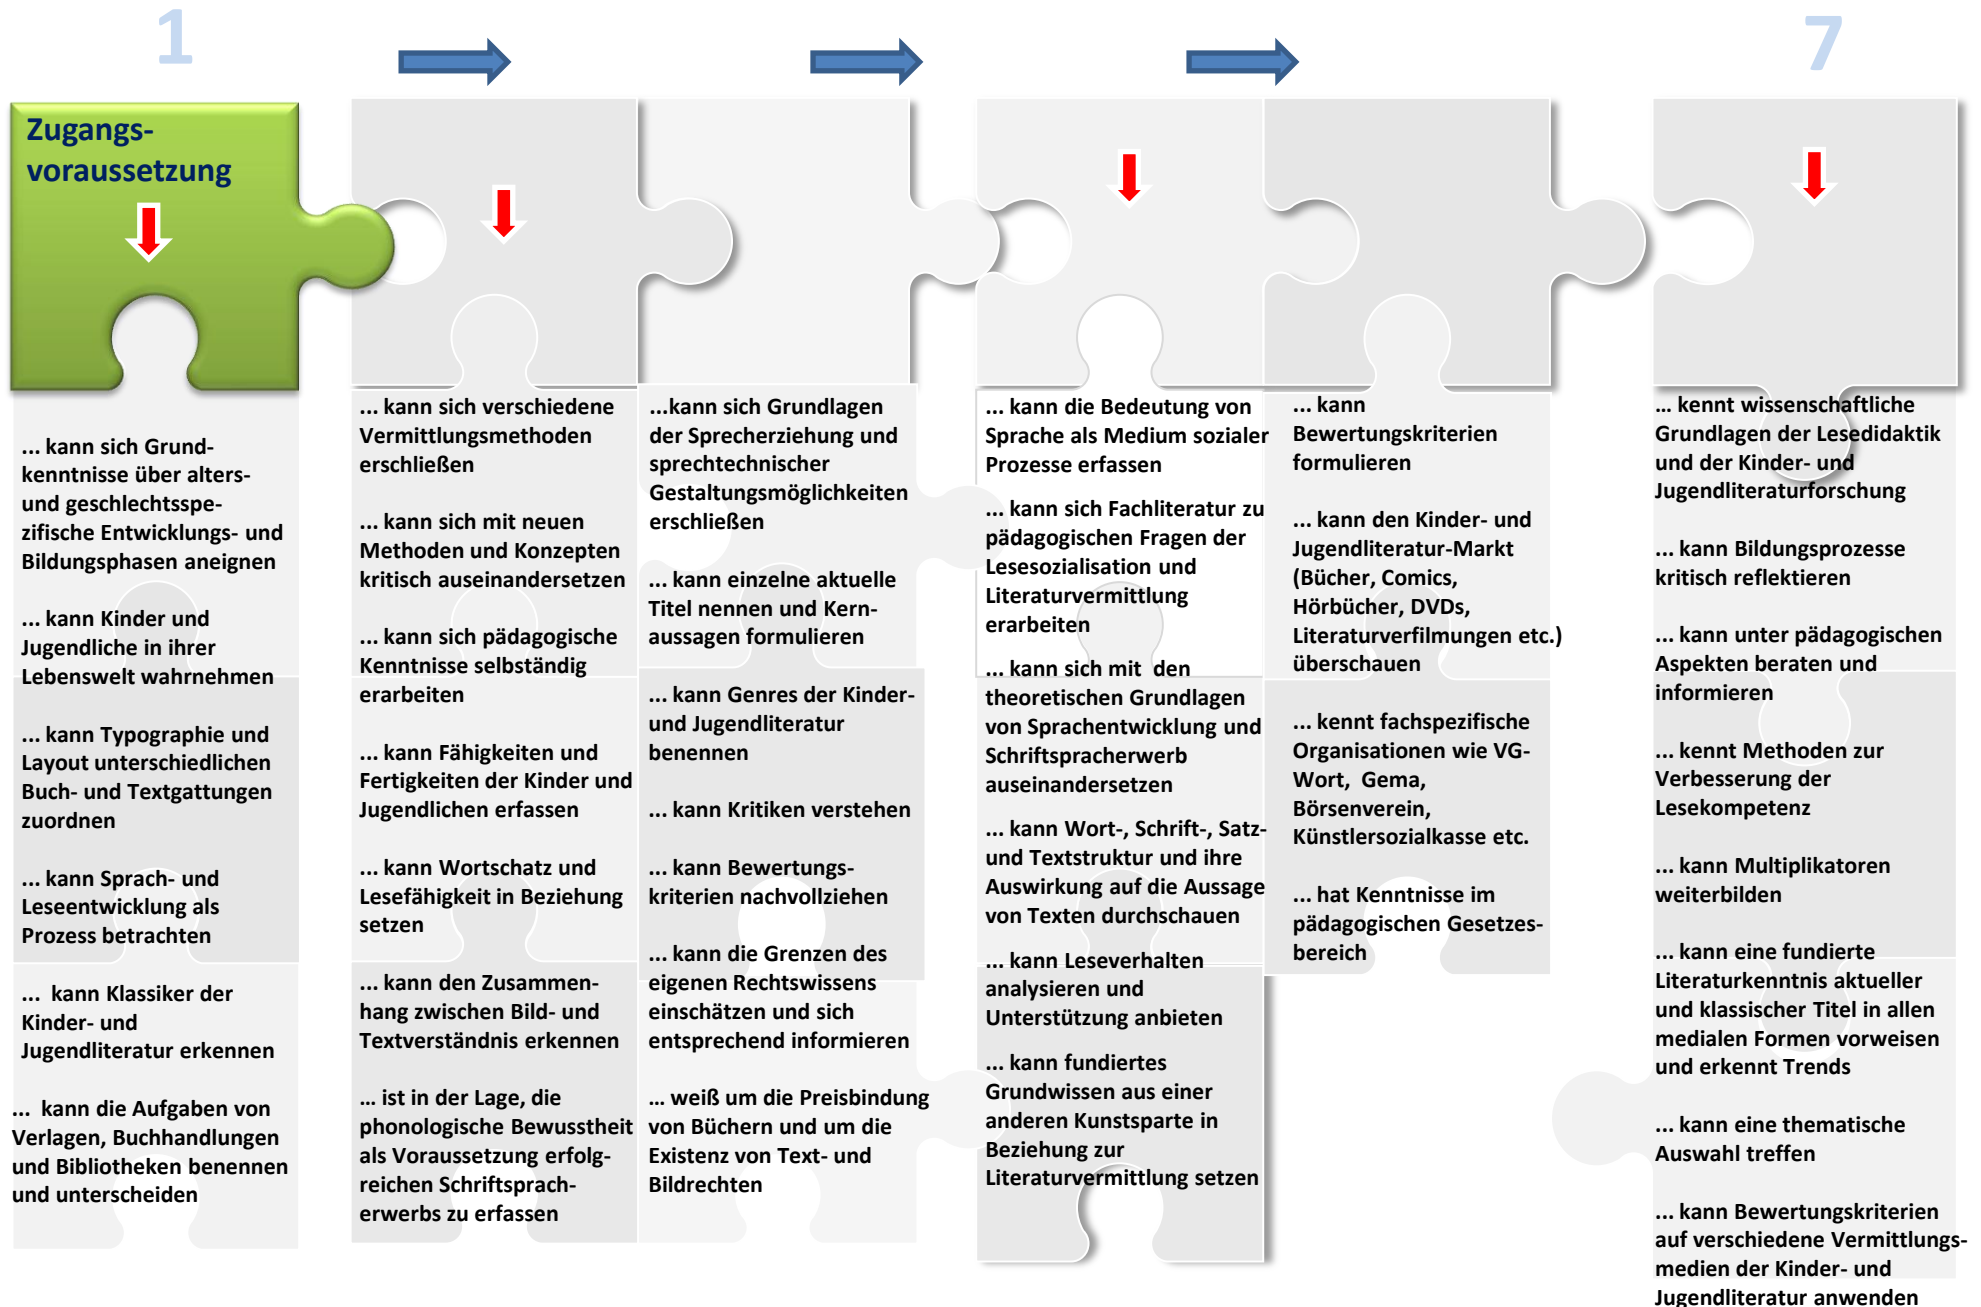 1
7
Zugangs-
voraussetzung
... kann sich Grund-
kenntnisse über alters-
und geschlechtsspe-
zifische Entwicklungs- und
Bildungsphasen aneignen
... kann Kinder und
Jugendliche in ihrer
Lebenswelt wahrnehmen
... kann Typographie und
Layout unterschiedlichen
Buch- und Textgattungen
zuordnen
... kann Sprach- und
Leseentwicklung als
Prozess betrachten
... kann Klassiker der
Kinder- und
Jugendliteratur erkennen
... kann die Aufgaben von
Verlagen, Buchhandlungen
und Bibliotheken benennen
und unterscheiden
... kann sich verschiedene
Vermittlungsmethoden
erschließen
... kann sich mit neuen
Methoden und Konzepten
kritisch auseinandersetzen
... kann sich pädagogische
Kenntnisse selbständig
erarbeiten
... kann Fähigkeiten und
Fertigkeiten der Kinder und
Jugendlichen erfassen
... kann Wortschatz und
Lesefähigkeit in Beziehung
setzen
... kann den Zusammen-
hang zwischen Bild- und
Textverständnis erkennen
... ist in der Lage, die
phonologische Bewusstheit
als Voraussetzung erfolg-
reichen Schriftsprach-
erwerbs zu erfassen
...kann sich Grundlagen
der Sprecherziehung und
sprechtechnischer
Gestaltungsmöglichkeiten
erschließen
... kann einzelne aktuelle
Titel nennen und Kern-
aussagen formulieren
... kann Genres der Kinder-
und Jugendliteratur
benennen
... kann Kritiken verstehen
... kann Bewertungs-
kriterien nachvollziehen
... kann die Grenzen des
eigenen Rechtswissens
einschätzen und sich
entsprechend informieren
... weiß um die Preisbindung
von Büchern und um die
Existenz von Text- und
Bildrechten
... kann die Bedeutung von
Sprache als Medium sozialer
Prozesse erfassen
... kann sich Fachliteratur zu
pädagogischen Fragen der
Lesesozialisation und
Literaturvermittlung
erarbeiten
... kann sich mit den
theoretischen Grundlagen
von Sprachentwicklung und
Schriftspracherwerb
auseinandersetzen
... kann Wort-, Schrift-, Satz-
und Textstruktur und ihre
Auswirkung auf die Aussage
von Texten durchschauen
... kann Leseverhalten
analysieren und
Unterstützung anbieten
... kann fundiertes
Grundwissen aus einer
anderen Kunstsparte in
Beziehung zur
Literaturvermittlung setzen
... kann
Bewertungskriterien
formulieren
... kann den Kinder- und
Jugendliteratur-Markt
(Bücher, Comics,
Hörbücher, DVDs,
Literaturverfilmungen etc.)
überschauen
... kennt fachspezifische
Organisationen wie VG-
Wort, Gema,
Börsenverein,
Künstlersozialkasse etc.
... hat Kenntnisse im
pädagogischen Gesetzes-
bereich
... kennt wissenschaftliche
Grundlagen der Lesedidaktik
und der Kinder- und
Jugendliteraturforschung
... kann Bildungsprozesse
kritisch reflektieren
... kann unter pädagogischen
Aspekten beraten und
informieren
... kennt Methoden zur
Verbesserung der
Lesekompetenz
... kann Multiplikatoren
weiterbilden
... kann eine fundierte
Literaturkenntnis aktueller
und klassischer Titel in allen
medialen Formen vorweisen
und erkennt Trends
... kann eine thematische
Auswahl treffen
... kann Bewertungskriterien
auf verschiedene Vermittlungs-
medien der Kinder- und
Jugendliteratur anwenden